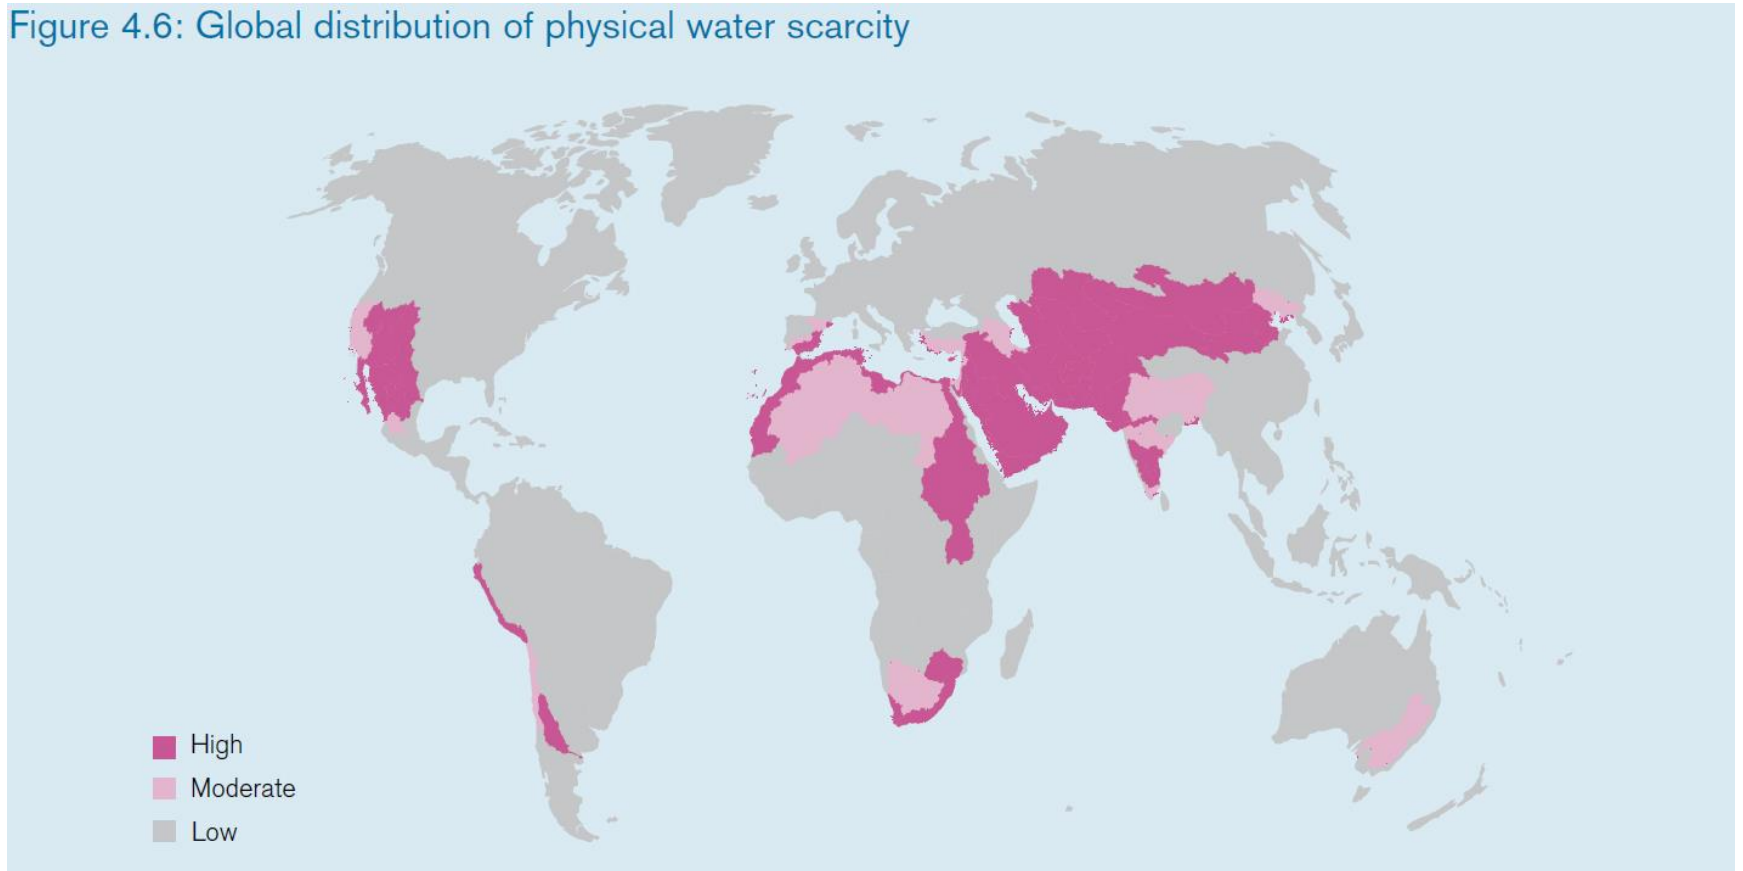 Figure 4.6: Global distribution of physical water scarcity
High
Moderate
Low